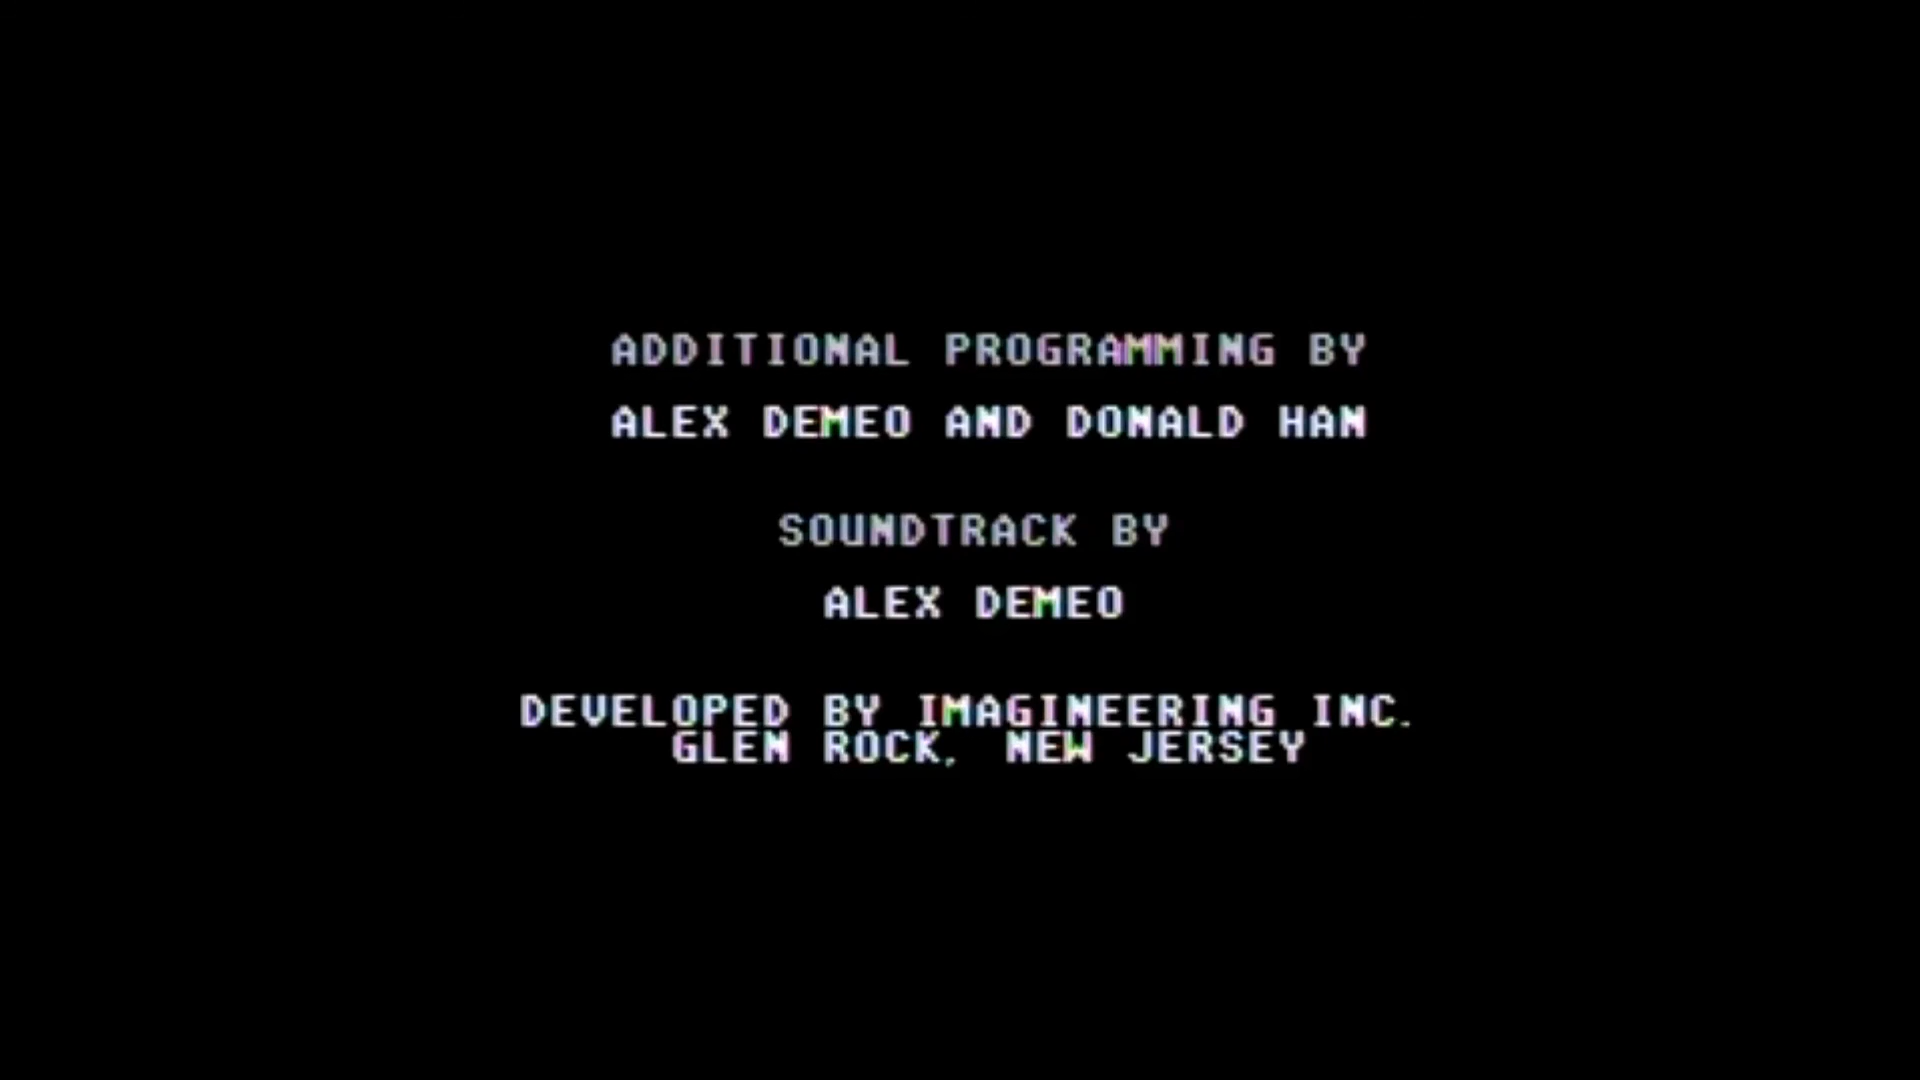 ADDITIONAL PROGRAMMING BY
ALEX DEMEO AND DONALD HAN
SOUNDTRACK BY
ALEX DEMEO
DEVELOPED BY IMAGINEERING INC.
GLEN ROCK, NEW JERSEY